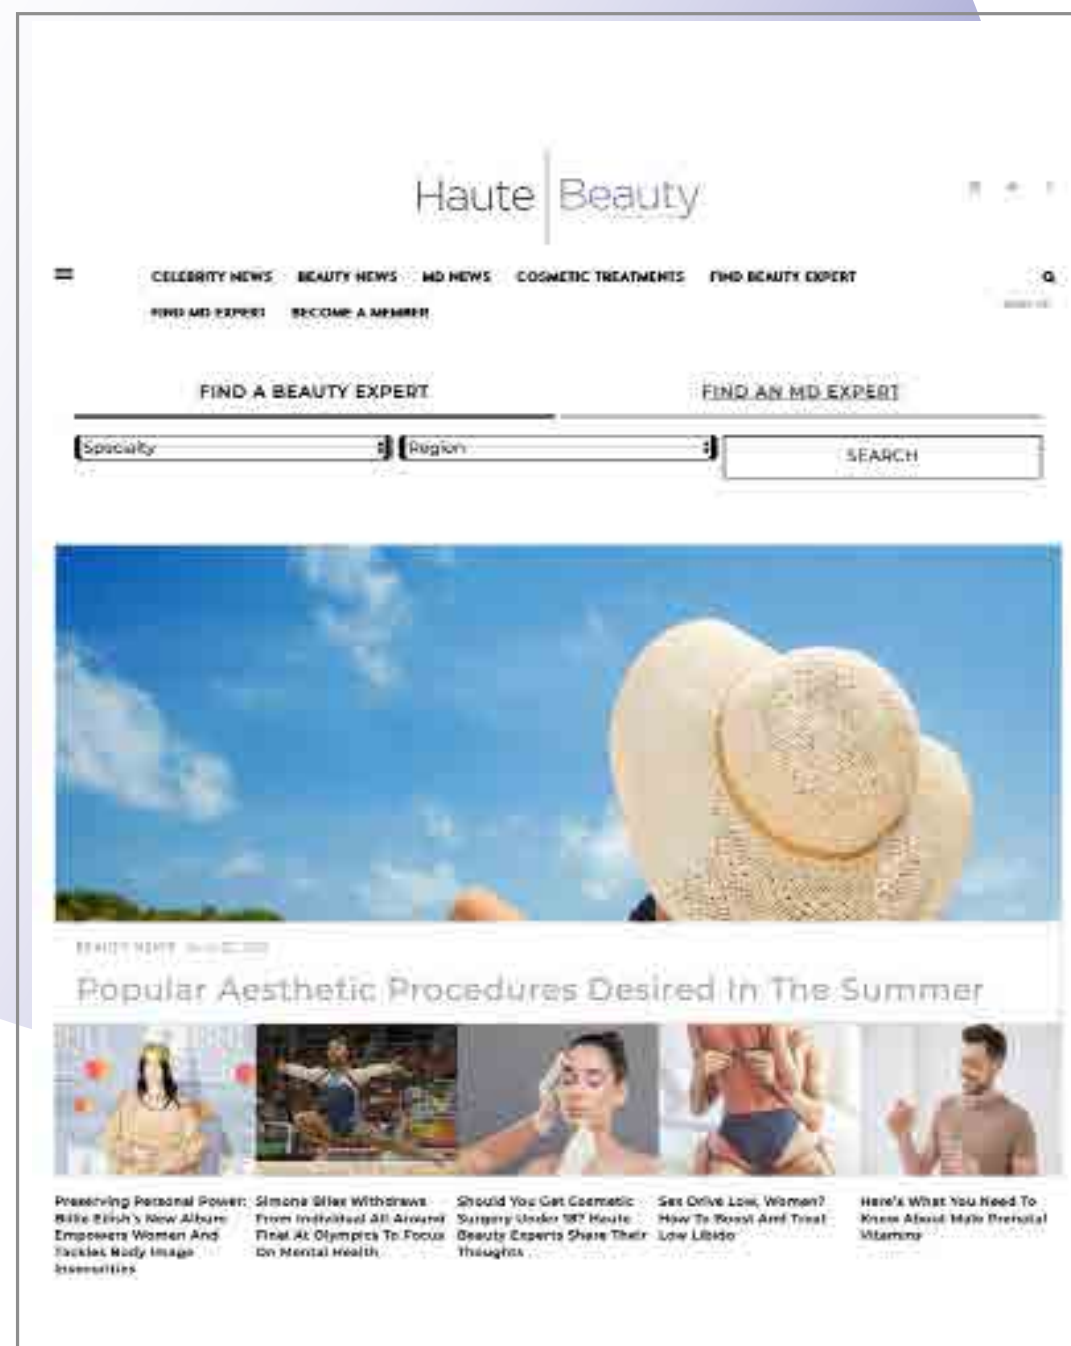 Haute Beauty
CELEBRITY NEWS BEAUTY NEWS MD NEWS COSMETIC TREATMENTS FIND BEAUTY EXPERT
FIND MD EXPERT BECOME A MEMBER
FIND A BEAUTY EXPERT FIND AN MD EXPERT
Specialty Region SEARCH
BEAUTY NEWS
Popular Aesthetic Procedures Desired In The Summer
Preserving Personal Power:
Billie Eilish's New Album
Empowers Women And
Tackles Body Image
Insecurities
Simone Biles Withdraws
From Individual All Around
Final At Olympics To Focus
On Mental Health
Should You Get Cosmetic
Surgery Under 18? Haute
Beauty Experts Share Their
Thoughts
Sex Drive Low, Women?
How To Boost And Treat
Low Libido
Here's What You Need To
Know About Male Prenatal
Vitamins